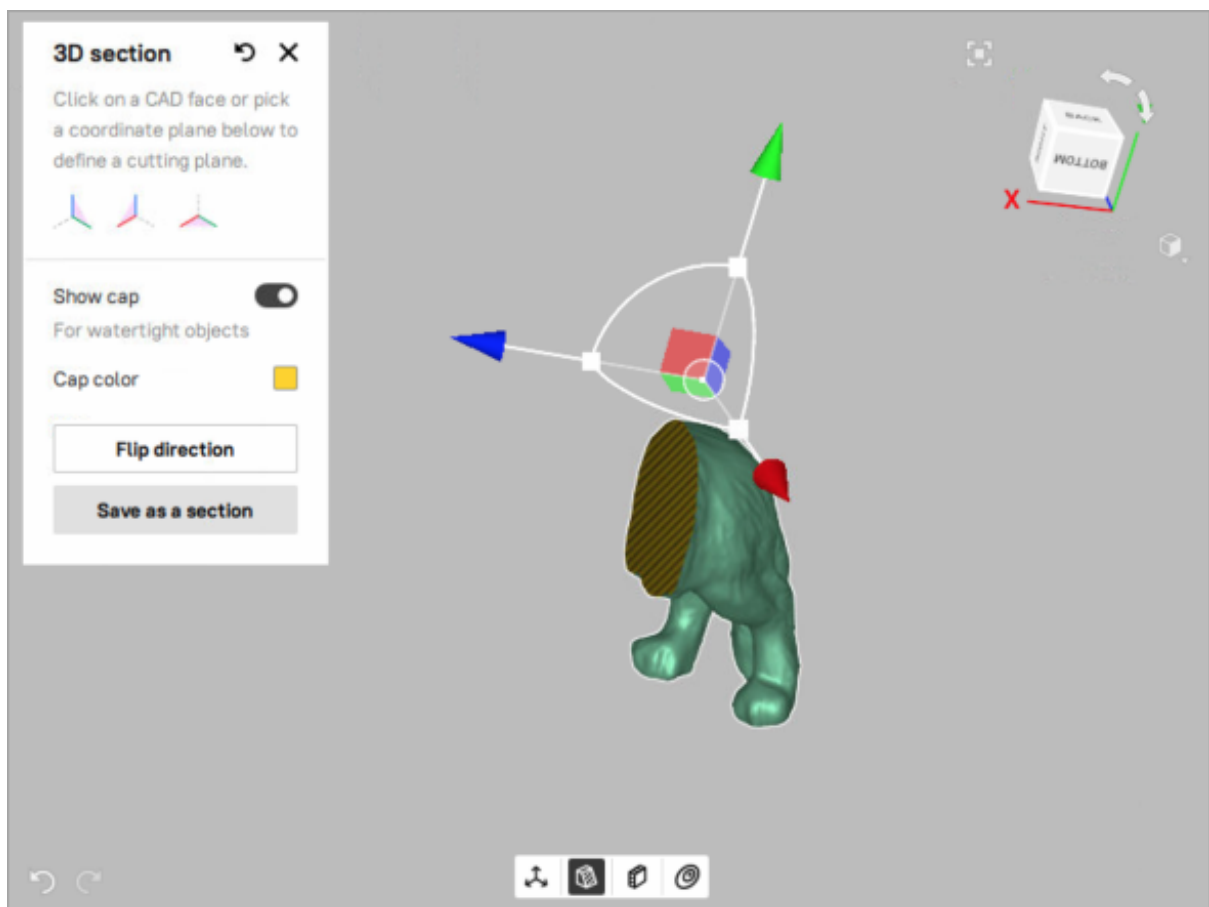 3D section
Click on a CAD face or pick
a coordinate plane below to
define a cutting plane.
Show cap
For watertight objects
Cap color
Flip direction
Save as a section
BACK
BOTTOM
X